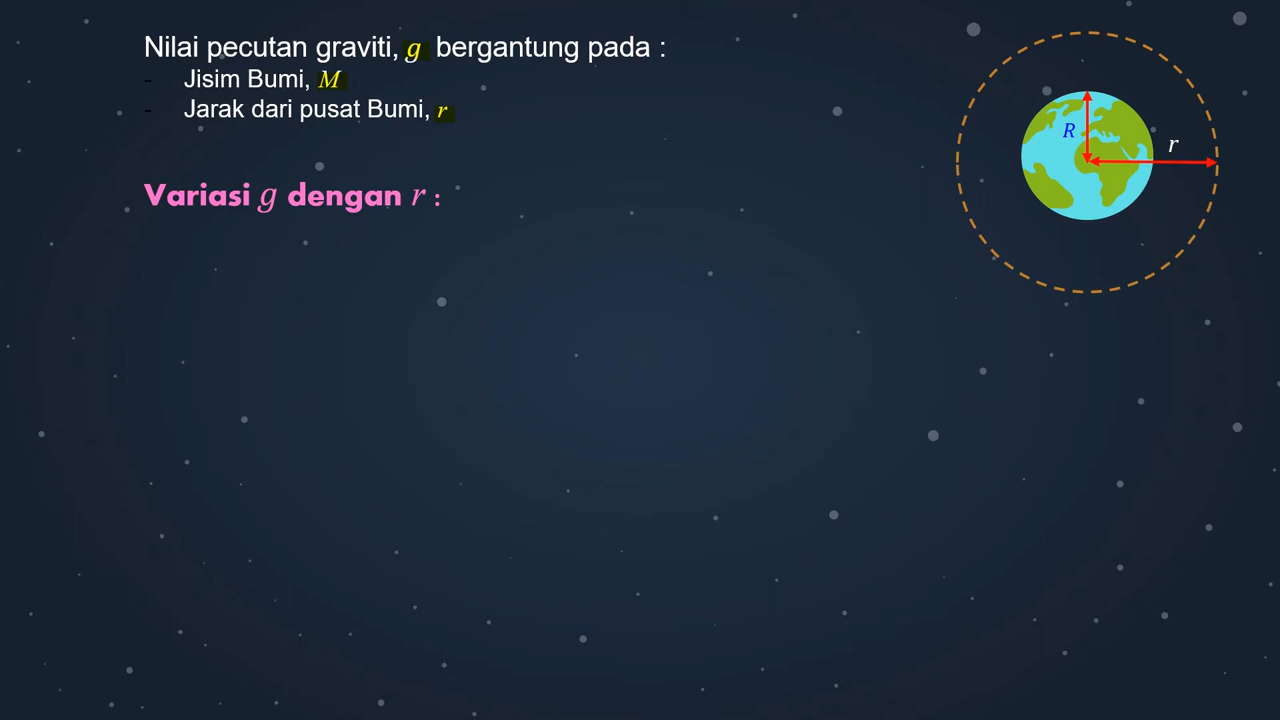 Nilai pecutan graviti, g bergantung pada :
- Jisim Bumi, M
- Jarak dari pusat Bumi, r
Variasi g dengan r :
R
r